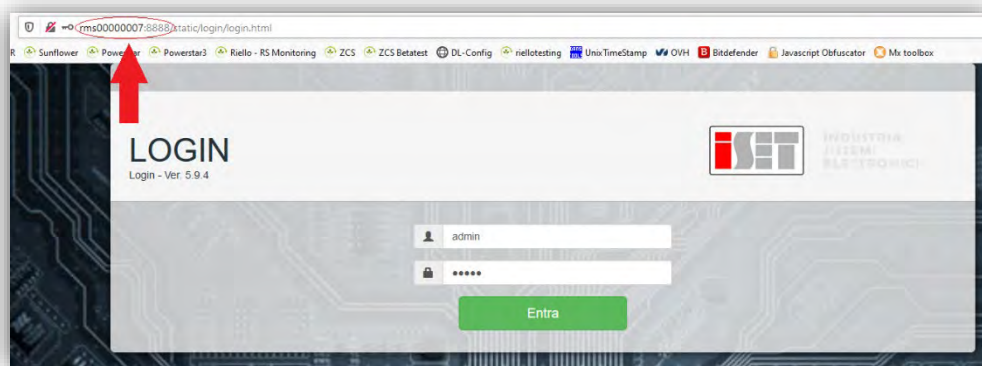 rms00000007:8888/static/login/login.html
R Sunflower Powerstar Powerstar3 Riello - RS Monitoring ZCS ZCS Betatest DL-Config riellotesting UnixTimeStamp OVH Bitdefender Javascript Obfuscator Mx toolbox
LOGIN
Login - Ver. 5.9.4
iSET
INDUSTRIA
SISTEMI
ELETTRONICI
admin
•••••
Entra